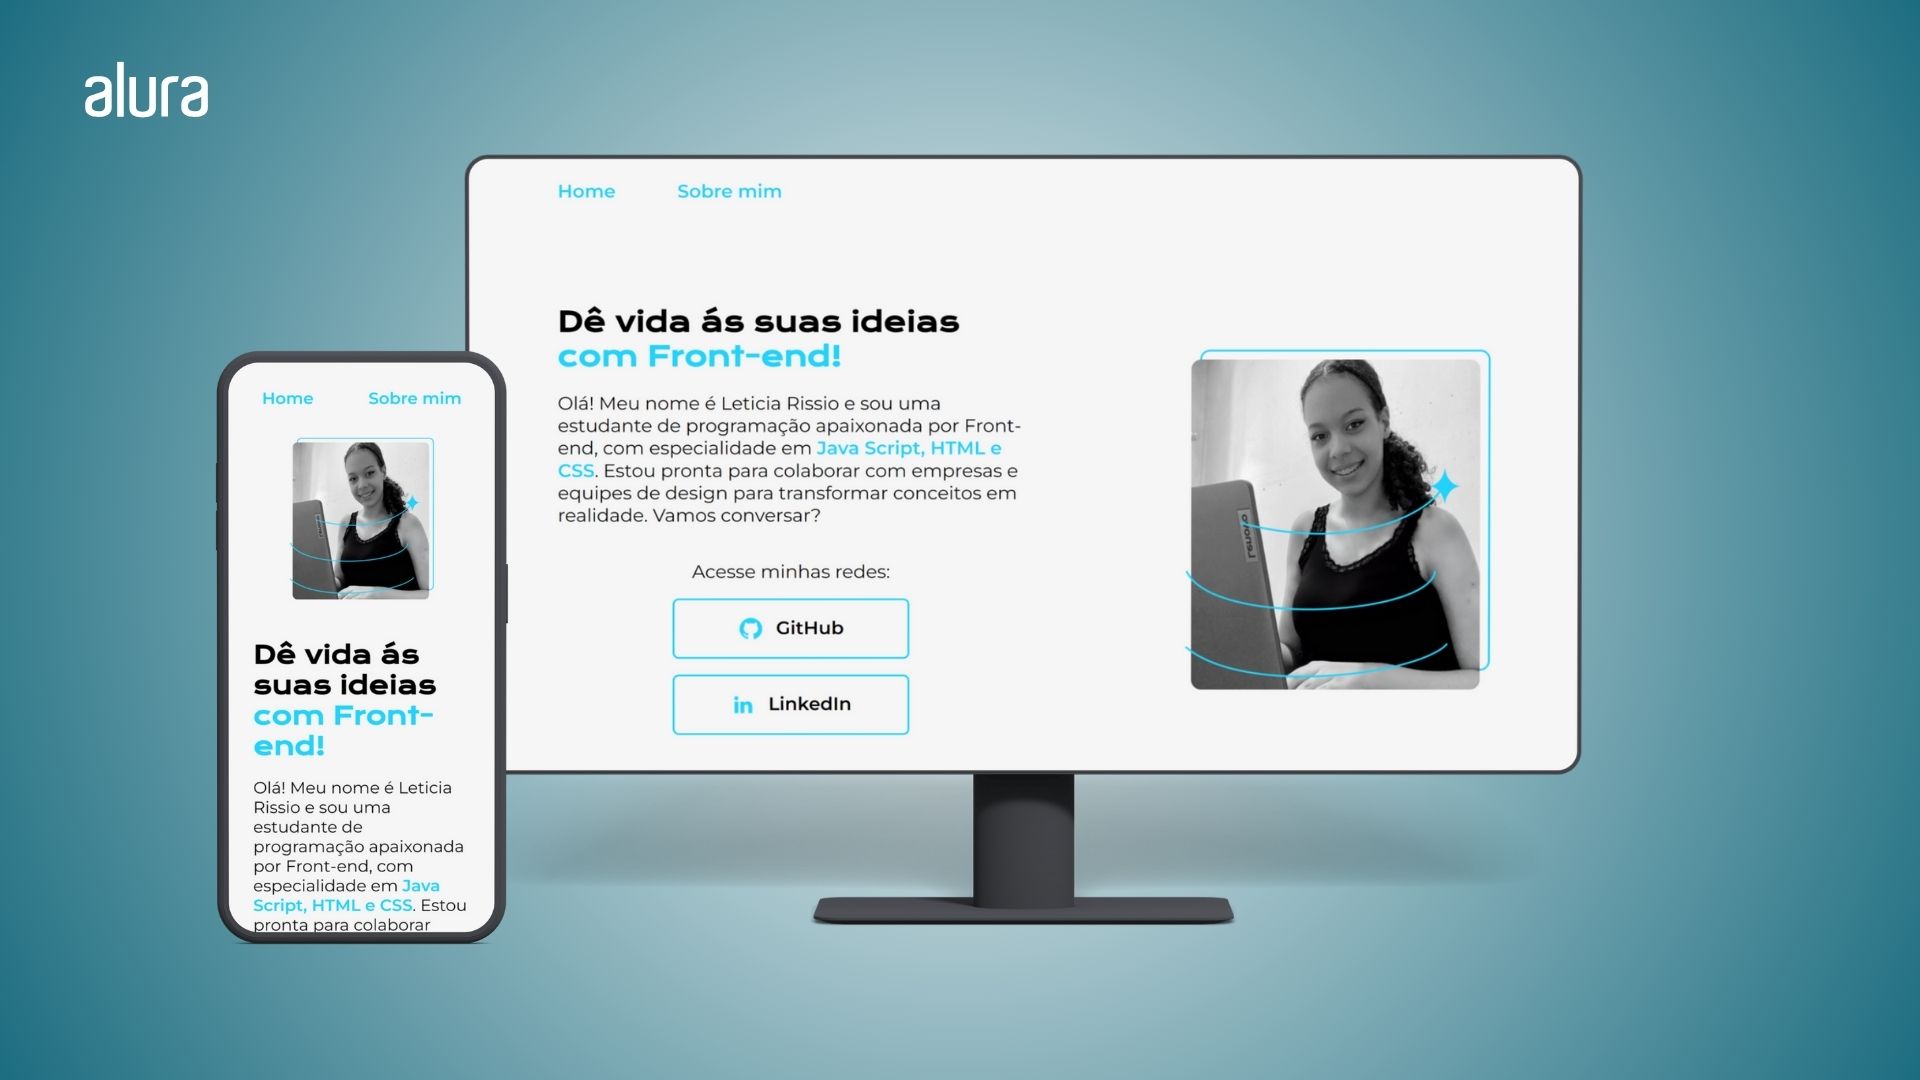 alura
Home Sobre mim
Dê vida ás suas ideias
com Front-end!
Olá! Meu nome é Leticia Rissio e sou uma
estudante de programação apaixonada por Front-
end, com especialidade em Java Script, HTML e
CSS. Estou pronta para colaborar com empresas e
equipes de design para transformar conceitos em
realidade. Vamos conversar?
Acesse minhas redes:
GitHub
in LinkedIn
Lenovo
Home Sobre mim
Lenovo
Dê vida ás
suas ideias
com Front-
end!
Olá! Meu nome é Leticia
Rissio e sou uma
estudante de
programação apaixonada
por Front-end, com
especialidade em Java
Script, HTML e CSS. Estou
pronta para colaborar